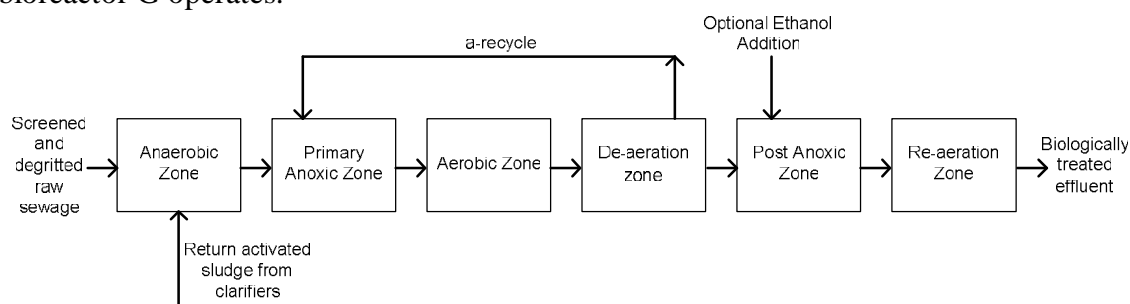 bioreactor G operates.
Optional Ethanol
Addition
a-recycle
Screened
and
degritted
raw
sewage
Anaerobic
Zone
Primary
Anoxic Zone
Aerobic Zone
De-aeration
zone
Post Anoxic
Zone
Re-aeration
Zone
Biologically
treated
effluent
Return activated
sludge from
clarifiers